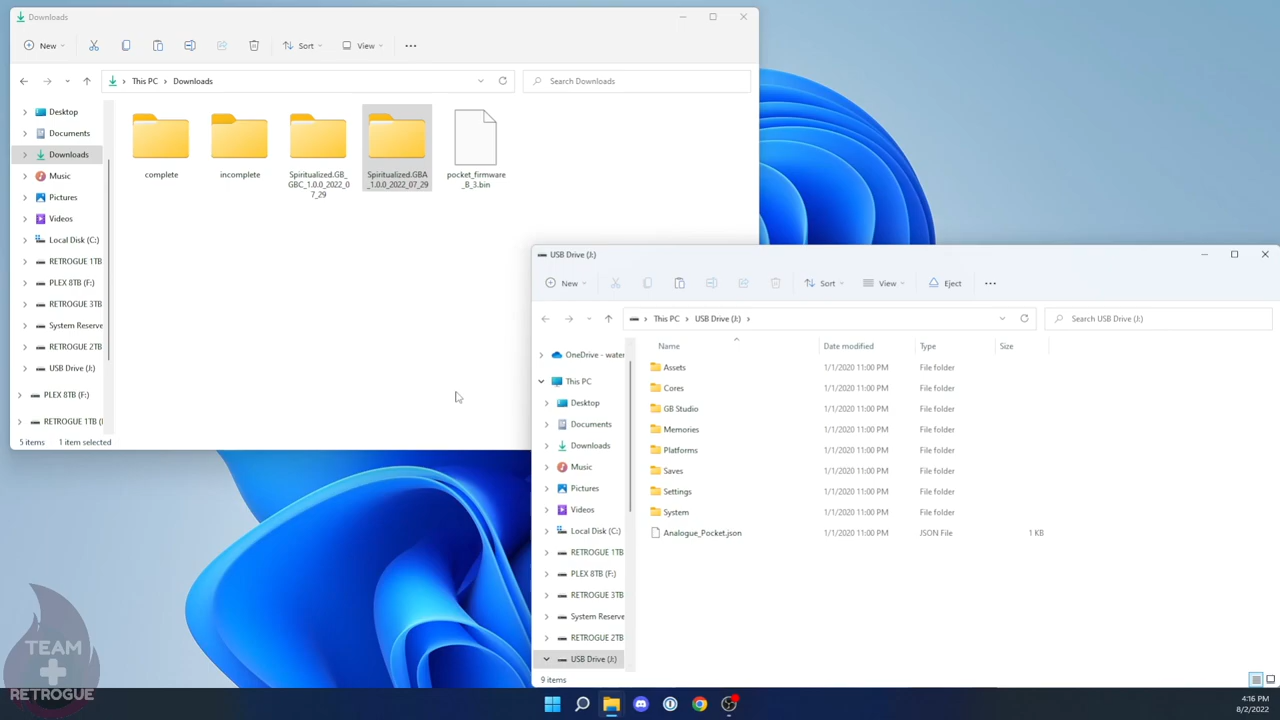 Downloads
New
Sort
View
This PC
Downloads
Search Downloads
Desktop
Documents
Downloads
Music
Pictures
Videos
Local Disk (C:)
RETROGUE 1TB
PLEX 8TB (F:)
RETROGUE 3TB
System Reserve
RETROGUE 2TB
USB Drive (J:)
PLEX 8TB (F:)
RETROGUE 1TB (
complete
incomplete
Spiritualized.GB_
GBC_1.0.0_2022_0
7_29
Spiritualized.GBA
_1.0.0_2022_07_29
pocket_firmware
_B_3.bin
5 items
1 item selected
USB Drive (J:)
New
Sort
View
Eject
This PC
USB Drive (J:)
Search USB Drive (J:)
OneDrive - water
This PC
Desktop
Documents
Downloads
Music
Pictures
Videos
Local Disk (C:)
RETROGUE 1TB
PLEX 8TB (F:)
RETROGUE 3TB
System Reserve
RETROGUE 2TB
USB Drive (J:)
Name Date modified Type Size
Assets 1/1/2020 11:00 PM File folder
Cores 1/1/2020 11:00 PM File folder
GB Studio 1/1/2020 11:00 PM File folder
Memories 1/1/2020 11:00 PM File folder
Platforms 1/1/2020 11:00 PM File folder
Saves 1/1/2020 11:00 PM File folder
Settings 1/1/2020 11:00 PM File folder
System 1/1/2020 11:00 PM File folder
Analogue_Pocket.json 1/1/2020 11:00 PM JSON File 1 KB
9 items
TEAM
RETROGUE
4:16 PM
8/2/2022